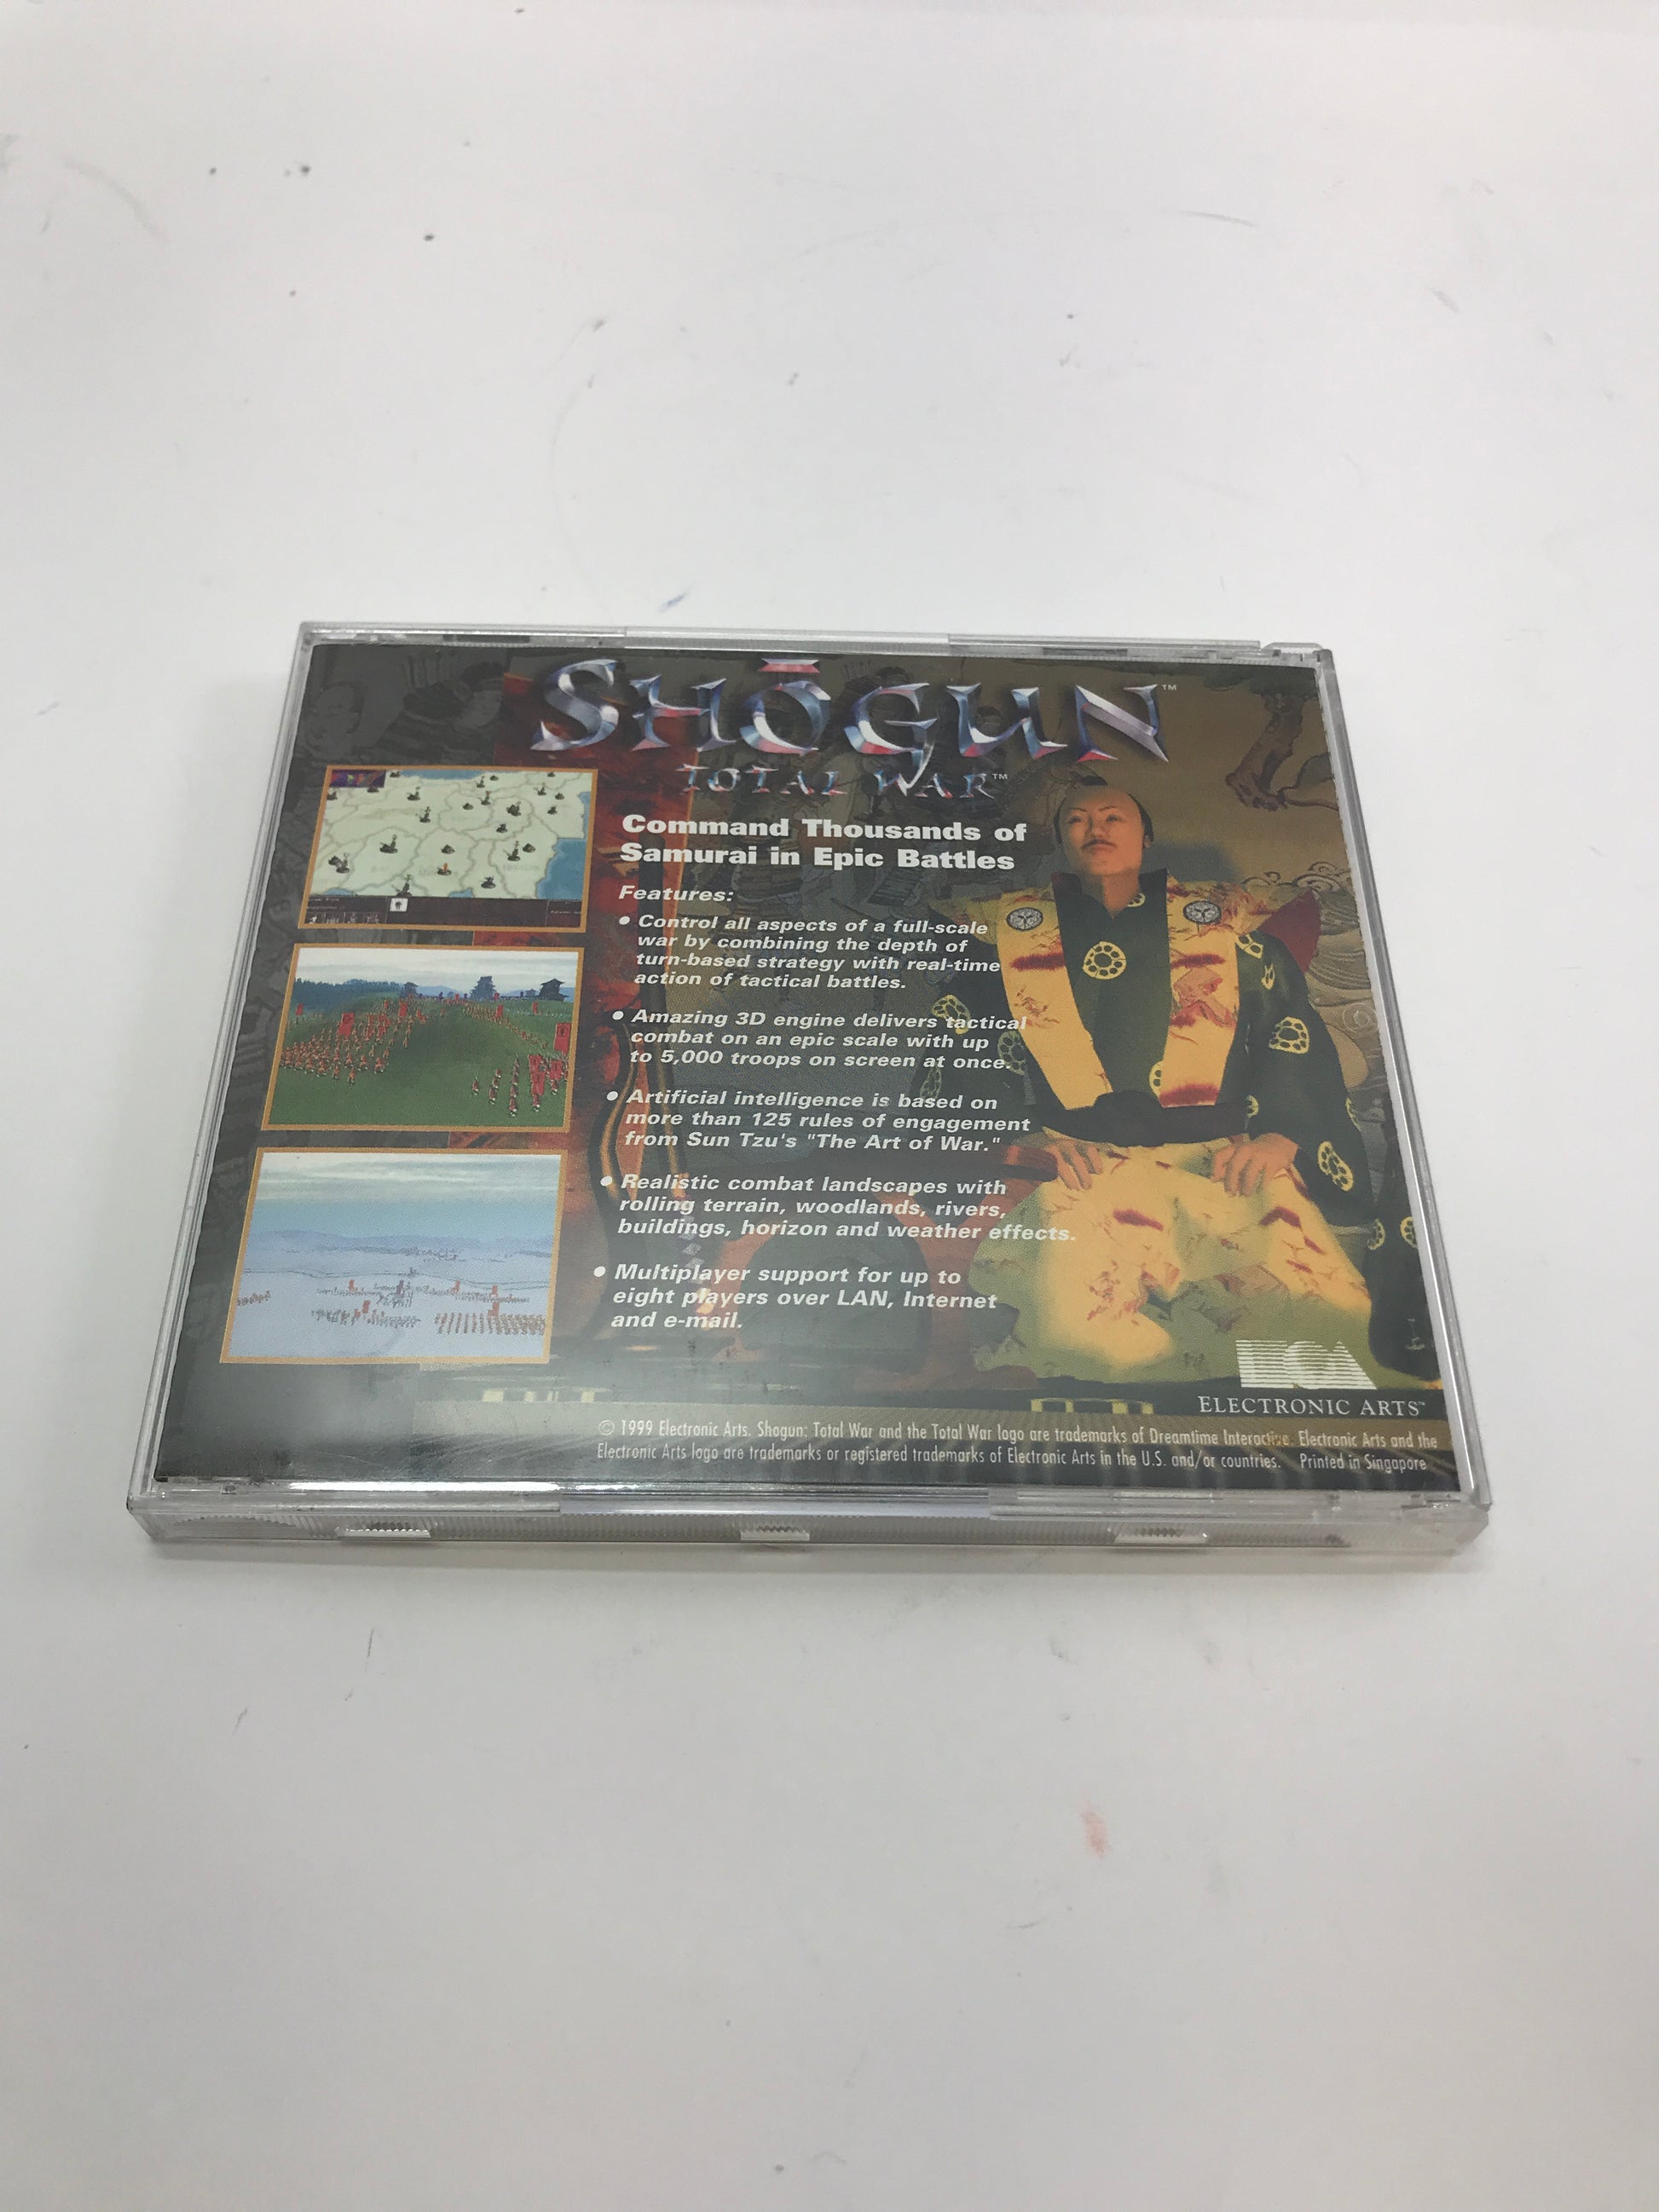 SHŌGUN™
TOTAL WAR™
Command Thousands of
Samurai in Epic Battles
Features:
• Control all aspects of a full-scale
war by combining the depth of
turn-based strategy with real-time
action of tactical battles.
• Amazing 3D engine delivers tactical
combat on an epic scale with up
to 5,000 troops on screen at once.
• Artificial intelligence is based on
more than 125 rules of engagement
from Sun Tzu's "The Art of War."
• Realistic combat landscapes with
rolling terrain, woodlands, rivers,
buildings, horizon and weather effects.
• Multiplayer support for up to
eight players over LAN, Internet
and e-mail.
EA
ELECTRONIC ARTS™
© 1999 Electronic Arts. Shogun: Total War and the Total War logo are trademarks of Dreamtime Interactive. Electronic Arts and the
Electronic Arts logo are trademarks or registered trademarks of Electronic Arts in the U.S. and/or countries. Printed in Singapore